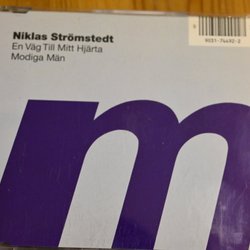 Niklas Strömstedt
En Väg Till Mitt Hjärta
Modiga Män
m